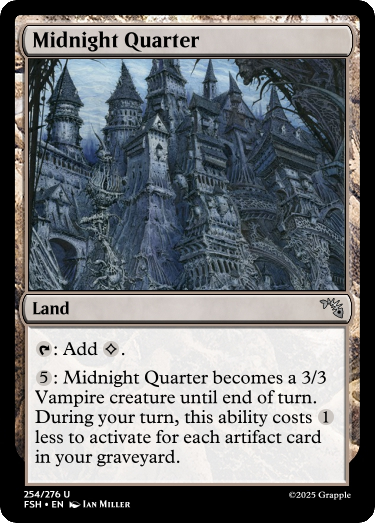 Midnight Quarter
Land
: Add .
5: Midnight Quarter becomes a 3/3
Vampire creature until end of turn.
During your turn, this ability costs 1
less to activate for each artifact card
in your graveyard.
254/276 U
FSH • EN Ian Miller
©2025 Grapple